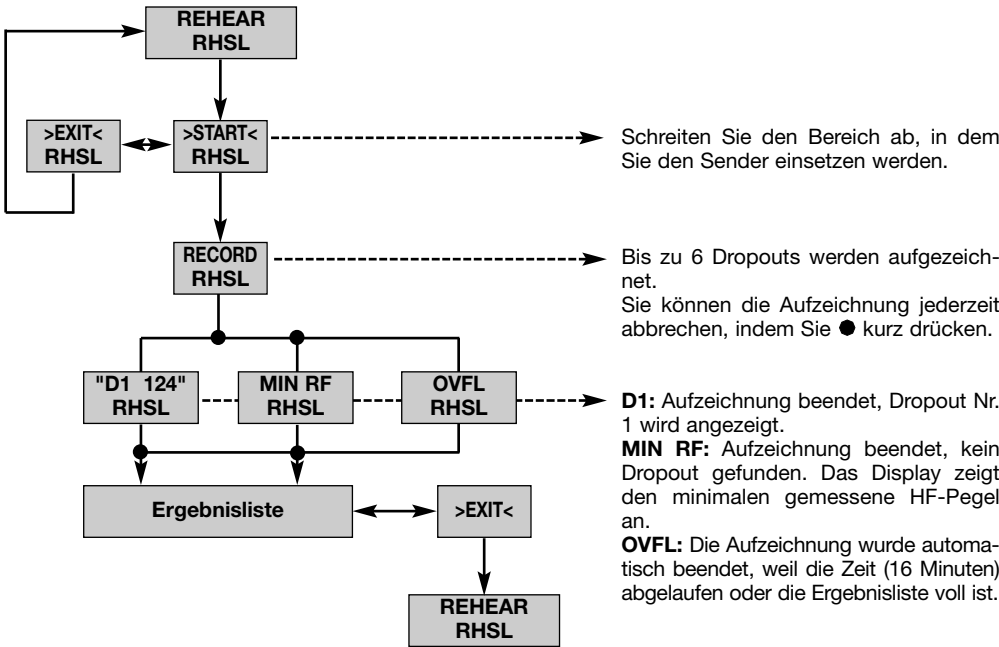 REHEAR
RHSL
>EXIT<
RHSL
>START<
RHSL
Schreiten Sie den Bereich ab, in dem
Sie den Sender einsetzen werden.
RECORD
RHSL
Bis zu 6 Dropouts werden aufgezeich-
net.
Sie können die Aufzeichnung jederzeit
abbrechen, indem Sie ● kurz drücken.
"D1 124"
RHSL
MIN RF
RHSL
OVFL
RHSL
D1: Aufzeichnung beendet, Dropout Nr.
1 wird angezeigt.
MIN RF: Aufzeichnung beendet, kein
Dropout gefunden. Das Display zeigt
den minimalen gemessene HF-Pegel
an.
OVFL: Die Aufzeichnung wurde automa-
tisch beendet, weil die Zeit (16 Minuten)
abgelaufen oder die Ergebnisliste voll ist.
Ergebnisliste
>EXIT<
REHEAR
RHSL